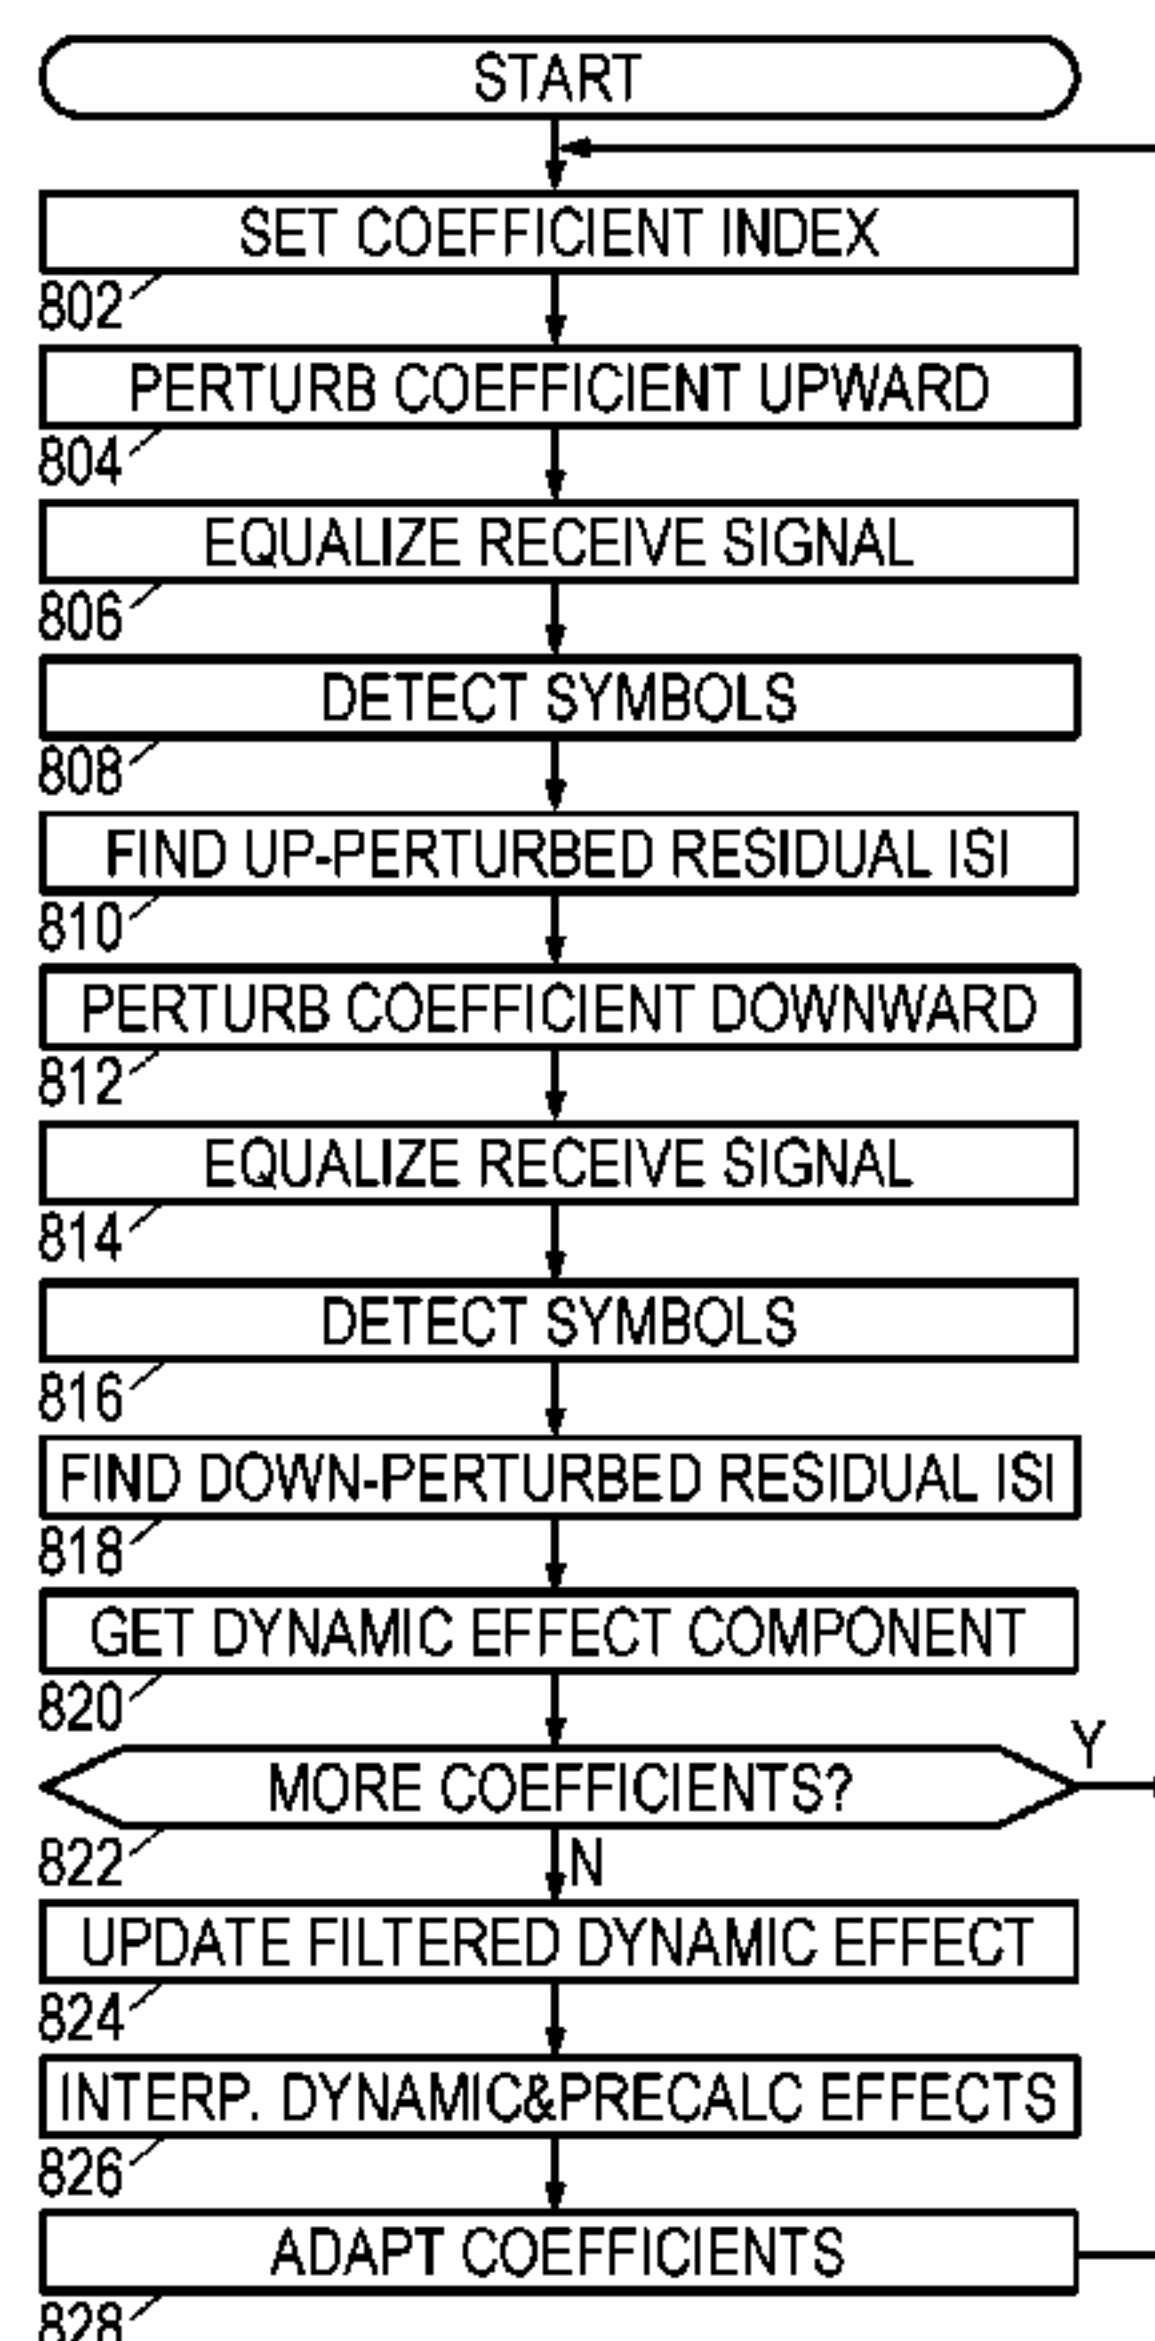 START
SET COEFFICIENT INDEX
802
PERTURB COEFFICIENT UPWARD
804
EQUALIZE RECEIVE SIGNAL
806
DETECT SYMBOLS
808
FIND UP-PERTURBED RESIDUAL ISI
810
PERTURB COEFFICIENT DOWNWARD
812
EQUALIZE RECEIVE SIGNAL
814
DETECT SYMBOLS
816
FIND DOWN-PERTURBED RESIDUAL ISI
818
GET DYNAMIC EFFECT COMPONENT
820
Y
MORE COEFFICIENTS?
822
N
UPDATE FILTERED DYNAMIC EFFECT
824
INTERP. DYNAMIC&PRECALC EFFECTS
826
ADAPT COEFFICIENTS
828